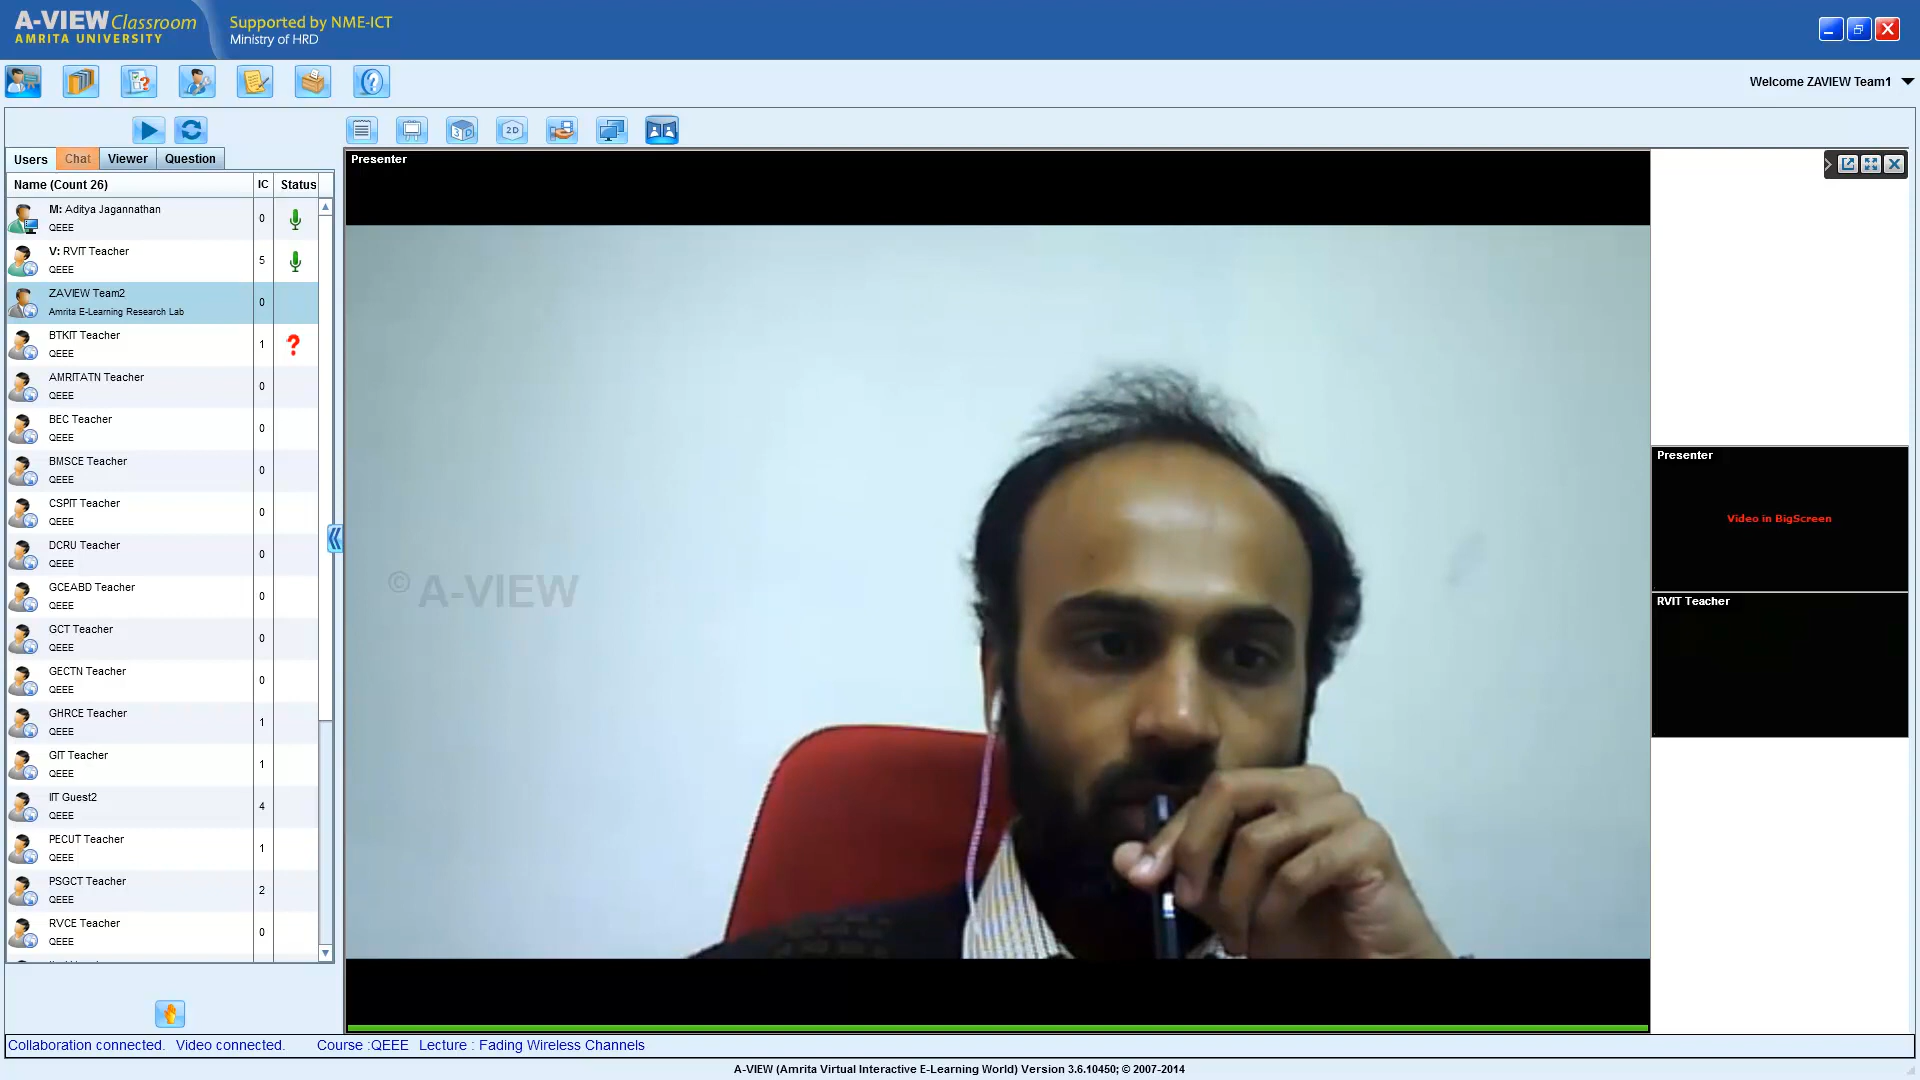 A-VIEW Classroom
AMRITA UNIVERSITY
Supported by NME-ICT
Ministry of HRD
Welcome ZAVIEW Team1
Users Chat Viewer Question
Name (Count 26) IC Status
M: Aditya Jagannathan
QEEE
0
V: RVIT Teacher
QEEE
5
ZAVIEW Team2
Amrita E-Learning Research Lab
0
BTKIT Teacher
QEEE
1 ?
AMRITATN Teacher
QEEE
0
BEC Teacher
QEEE
0
BMSCE Teacher
QEEE
0
CSPIT Teacher
QEEE
0
DCRU Teacher
QEEE
0
GCEABD Teacher
QEEE
0
GCT Teacher
QEEE
0
GECTN Teacher
QEEE
0
GHRCE Teacher
QEEE
1
GIT Teacher
QEEE
1
IIT Guest2
QEEE
4
PECUT Teacher
QEEE
1
PSGCT Teacher
QEEE
2
RVCE Teacher
QEEE
0
3D
2D
Presenter
© A-VIEW
Presenter
Video in BigScreen
RVIT Teacher
Collaboration connected. Video connected. Course :QEEE Lecture : Fading Wireless Channels
A-VIEW (Amrita Virtual Interactive E-Learning World) Version 3.6.10450; © 2007-2014